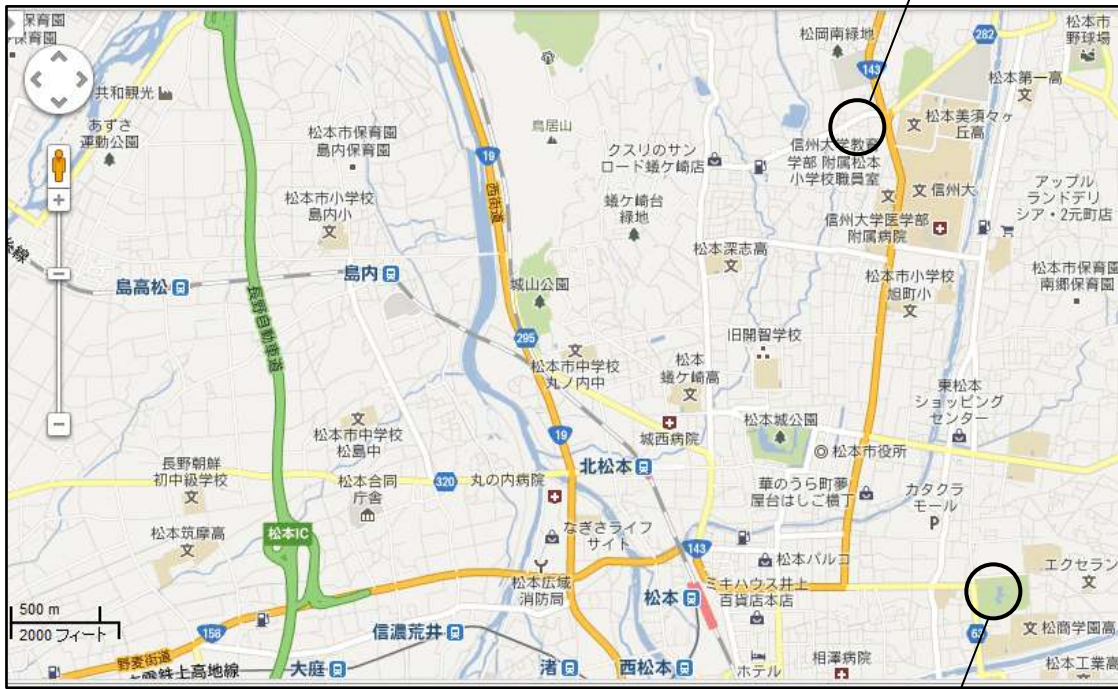 保育園
保育園
共和観光
あずさ
運動公園
松本市保育園
島内保育園
松本市小学校
島内小
島高松
島内
長野自動車道
鳥居山
19
西街道
城山公園
295
松本市中学校
丸ノ内中
クスリのサン
ロード蟻ケ崎店
蟻ケ崎台
緑地
松岡南緑地
143
282
松本市
野球場
松本第一高
松本美須々ヶ
丘高
信州大学教育
学部 附属松本
小学校職員室
信州大
信州大学医学部
附属病院
アップル
ランドデリ
シア・2元町店
松本深志高
松本市小学校
旭町小
松本市保育園
南郷保育園
旧開智学校
松本
蟻ケ崎高
東松本
ショッピング
センター
松本城公園
城西病院
松本市役所
松本市中学校
松島中
19
北松本
長野朝鮮
初中級学校
松本合同
庁舎
320
丸の内病院
華のうら町夢
屋台はしご横丁
カタクラ
モール
P
松本筑摩高
松本IC
なぎさライフ
サイト
143
松本パルコ
エクセラン
松本広域
消防局
松本
ミキハウス井上
百貨店本店
500 m
2000 フィート
158
信濃荒井
63
松商学園高
野麦街道
上高地線
大庭
渚
西松本
ホテル
相澤病院
松本工業高